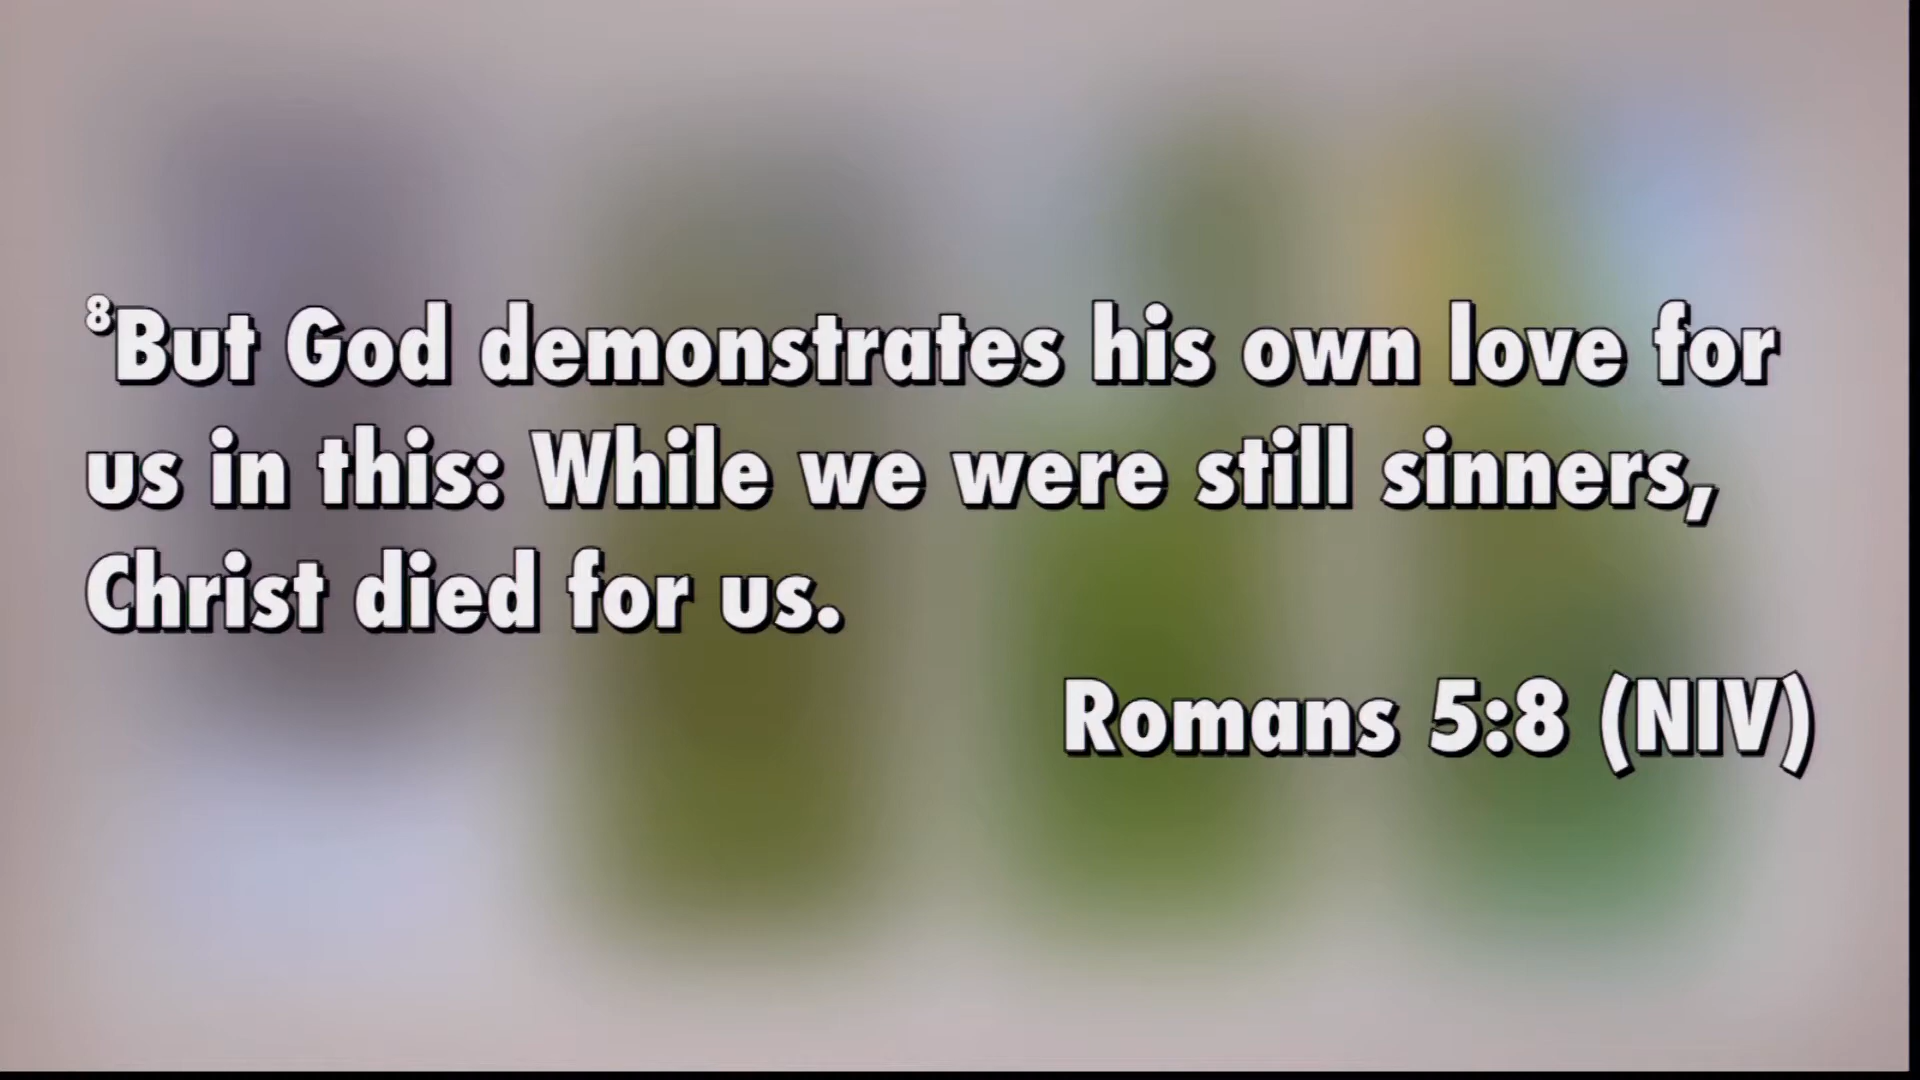 ⁸But God demonstrates his own love for
us in this: While we were still sinners,
Christ died for us.
Romans 5:8 (NIV)